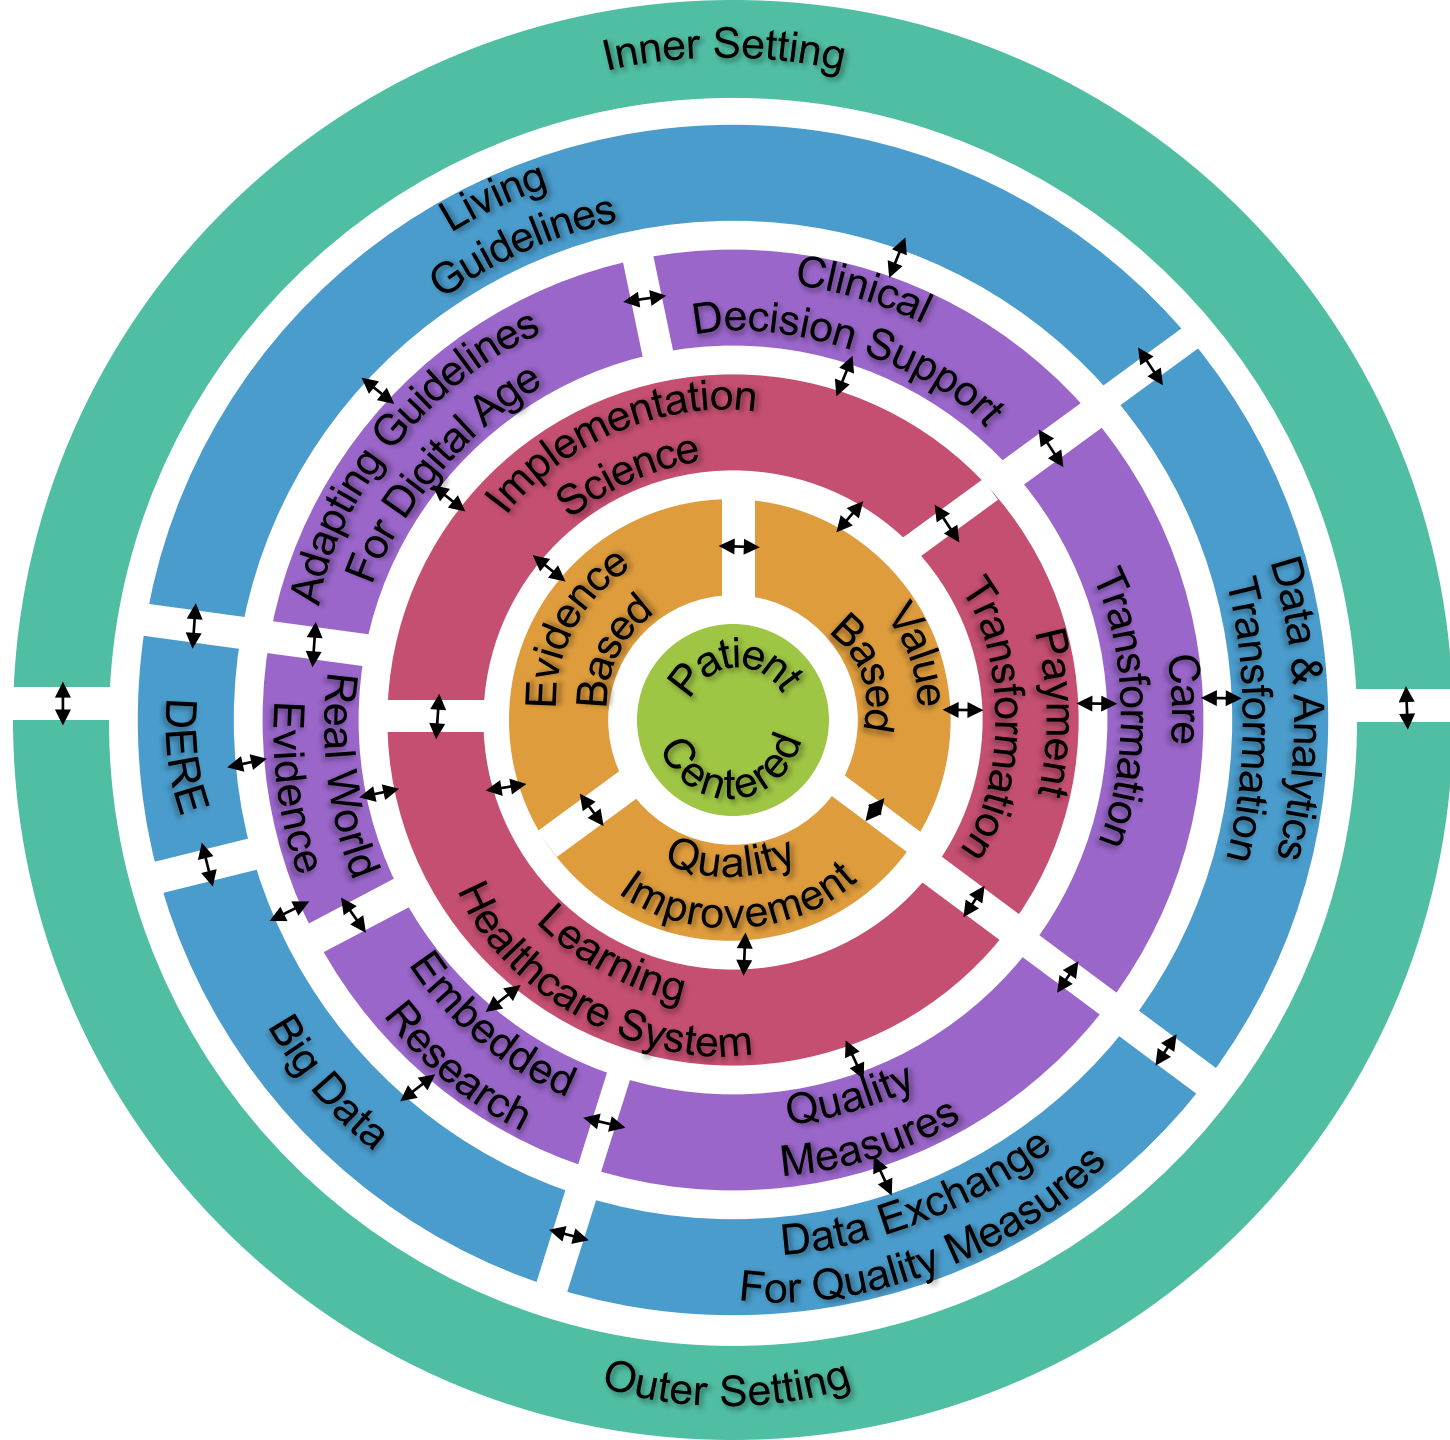 Inner Setting
Living
Guidelines
Clinical
Decision Support
Adapting Guidelines
For Digital Age
Implementation
Science
Evidence
Based
Value
Based
Patient
Centered
Payment
Transformation
Care
Transformation
Data & Analytics
Transformation
DERE
Real World
Evidence
Quality
Improvement
Learning
Healthcare System
Embedded
Research
Big Data
Quality
Measures
Data Exchange
For Quality Measures
Outer Setting